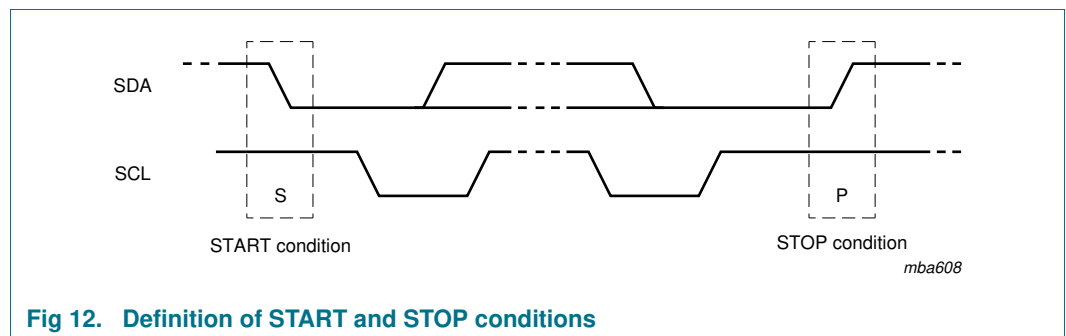 SDA
SCL
S
P
START condition
STOP condition
mba608
Fig 12. Definition of START and STOP conditions